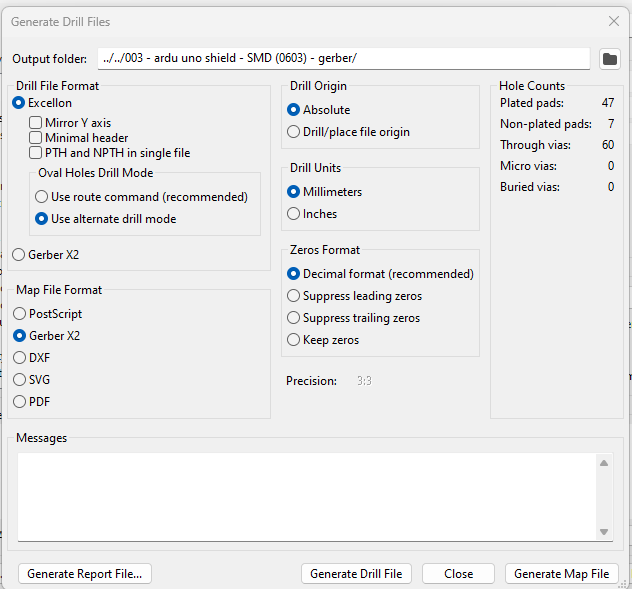 Generate Drill Files
Output folder: ../../003 - ardu uno shield - SMD (0603) - gerber/
Drill File Format
Excellon
Mirror Y axis
Minimal header
PTH and NPTH in single file
Oval Holes Drill Mode
Use route command (recommended)
Use alternate drill mode
Gerber X2
Map File Format
PostScript
Gerber X2
DXF
SVG
PDF
Drill Origin
Absolute
Drill/place file origin
Drill Units
Millimeters
Inches
Zeros Format
Decimal format (recommended)
Suppress leading zeros
Suppress trailing zeros
Keep zeros
Precision: 3:3
Hole Counts
Plated pads: 47
Non-plated pads: 7
Through vias: 60
Micro vias: 0
Buried vias: 0
Messages
Generate Report File...
Generate Drill File
Close
Generate Map File